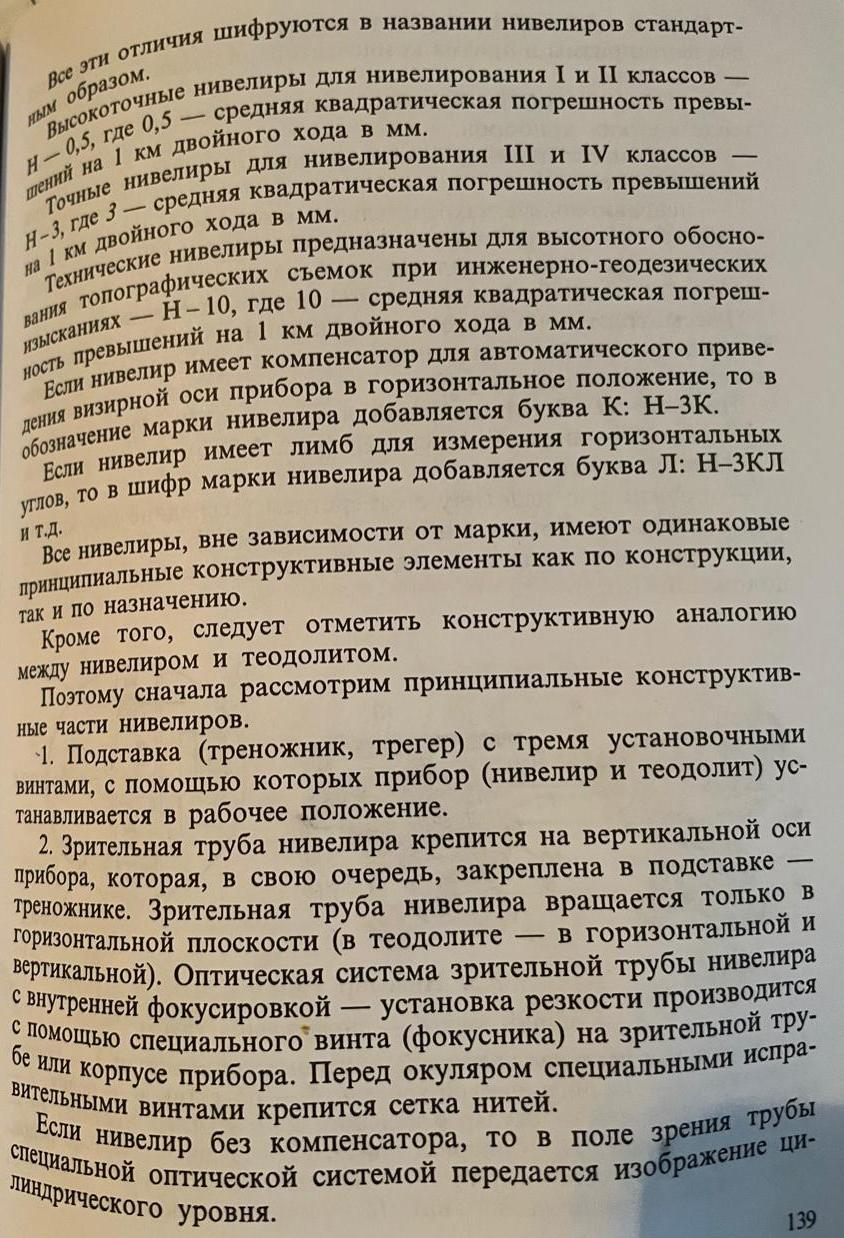 Все эти отличия шифруются в названии нивелиров стандарт-
ным образом.
Высокоточные нивелиры для нивелирования I и II классов —
Н — 0,5, где 0,5 — средняя квадратическая погрешность превы-
шений на 1 км двойного хода в мм.
Точные нивелиры для нивелирования III и IV классов —
Н–3, где 3 — средняя квадратическая погрешность превышений
на 1 км двойного хода в мм.
Технические нивелиры предназначены для высотного обосно-
вания топографических съемок при инженерно-геодезических
изысканиях — Н – 10, где 10 — средняя квадратическая погреш-
ность превышений на 1 км двойного хода в мм.
Если нивелир имеет компенсатор для автоматического приве-
дения визирной оси прибора в горизонтальное положение, то в
обозначение марки нивелира добавляется буква К: Н–3К.
Если нивелир имеет лимб для измерения горизонтальных
углов, то в шифр марки нивелира добавляется буква Л: Н–3КЛ
и т.д.
Все нивелиры, вне зависимости от марки, имеют одинаковые
принципиальные конструктивные элементы как по конструкции,
так и по назначению.
Кроме того, следует отметить конструктивную аналогию
между нивелиром и теодолитом.
Поэтому сначала рассмотрим принципиальные конструктив-
ные части нивелиров.
1. Подставка (треножник, трегер) с тремя установочными
винтами, с помощью которых прибор (нивелир и теодолит) ус-
танавливается в рабочее положение.
2. Зрительная труба нивелира крепится на вертикальной оси
прибора, которая, в свою очередь, закреплена в подставке —
треножнике. Зрительная труба нивелира вращается только в
горизонтальной плоскости (в теодолите — в горизонтальной и
вертикальной). Оптическая система зрительной трубы нивелира
с внутренней фокусировкой — установка резкости производится
с помощью специального винта (фокусника) на зрительной тру-
бе или корпусе прибора. Перед окуляром специальными испра-
вительными винтами крепится сетка нитей.
Если нивелир без компенсатора, то в поле зрения трубы
специальной оптической системой передается изображение ци-
линдрического уровня.
139